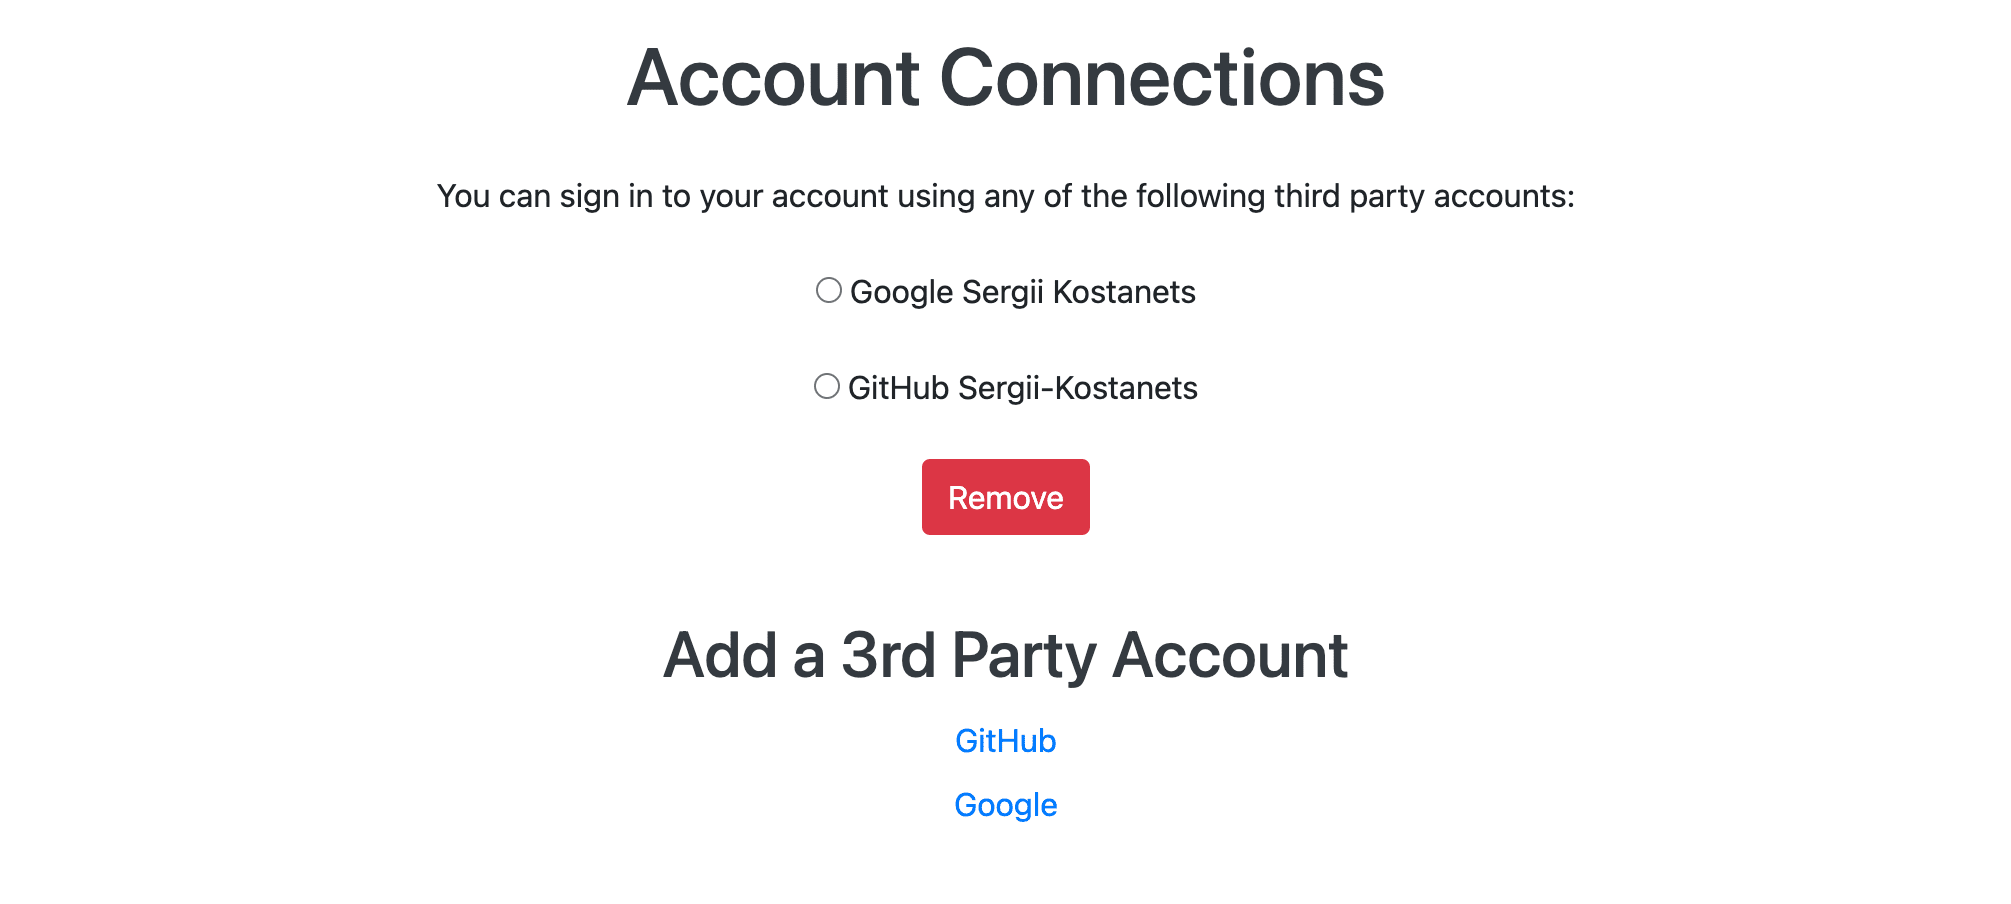 Account Connections
You can sign in to your account using any of the following third party accounts:
Google Sergii Kostanets
GitHub Sergii-Kostanets
Remove
Add a 3rd Party Account
GitHub
Google